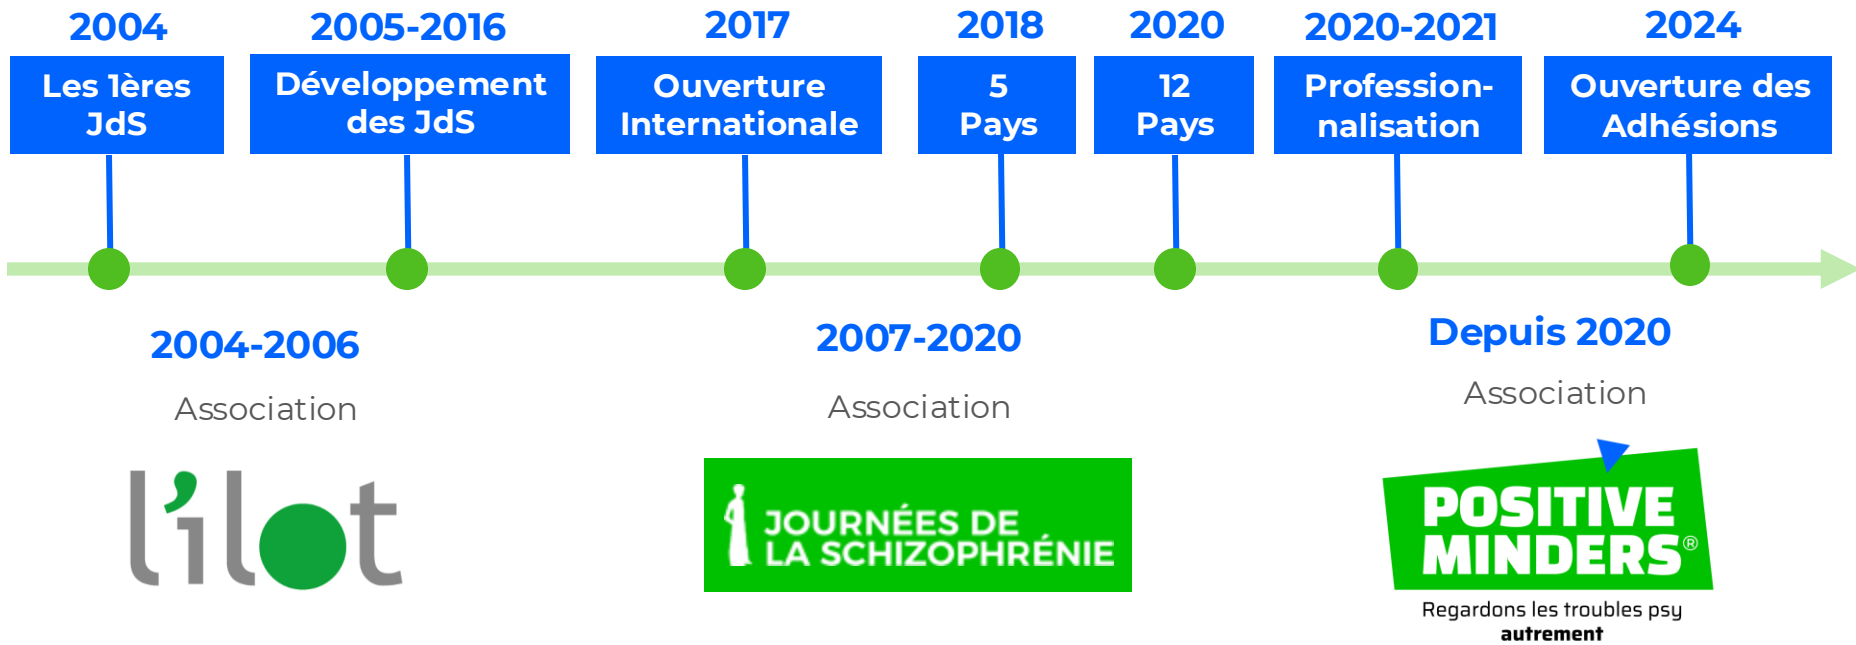 2004
Les 1ères
JdS
2005-2016
Développement
des JdS
2017
Ouverture
Internationale
2018
5
Pays
2020
12
Pays
2020-2021
Profession-
nalisation
2024
Ouverture des
Adhésions
2004-2006
Association
l'ilot
2007-2020
Association
JOURNÉES DE
LA SCHIZOPHRÉNIE
Depuis 2020
Association
POSITIVE
MINDERS®
Regardons les troubles psy
autrement